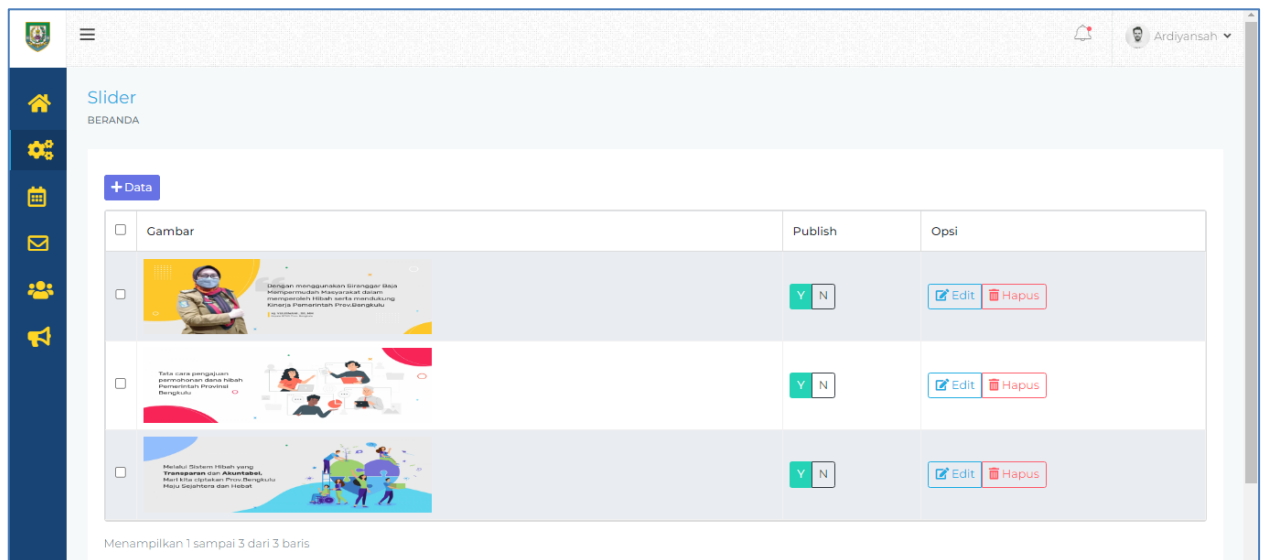 Ardiyansah
Slider
BERANDA
+Data
Gambar
Publish
Opsi
Dengan menggunakan Sirenggar Baja
Mempermudah Masyarakat dalam
memperoleh Hibah serta mendukung
Kinerja Pemerintah Prov.Bengkulu
Y N
Edit Hapus
Tata cara pengajuan
permohonan dana hibah
Pemerintah Provinsi
Bengkulu
Y N
Edit Hapus
Melalui Sistem Hibah yang
Transparan dan Akuntabel.
Mari kita ciptakan Prov.Bengkulu
Maju Sejahtera dan Hebat
Y N
Edit Hapus
Menampilkan 1 sampai 3 dari 3 baris